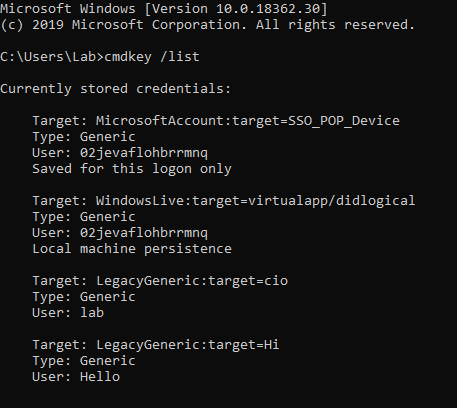 Microsoft Windows [Version 10.0.18362.30]
(c) 2019 Microsoft Corporation. All rights reserved.
C:\Users\Lab>cmdkey /list
Currently stored credentials:
Target: MicrosoftAccount:target=SSO_POP_Device
Type: Generic
User: 02jevaflohbrrmnq
Saved for this logon only
Target: WindowsLive:target=virtualapp/didlogical
Type: Generic
User: 02jevaflohbrrmnq
Local machine persistence
Target: LegacyGeneric:target=cio
Type: Generic
User: lab
Target: LegacyGeneric:target=Hi
Type: Generic
User: Hello